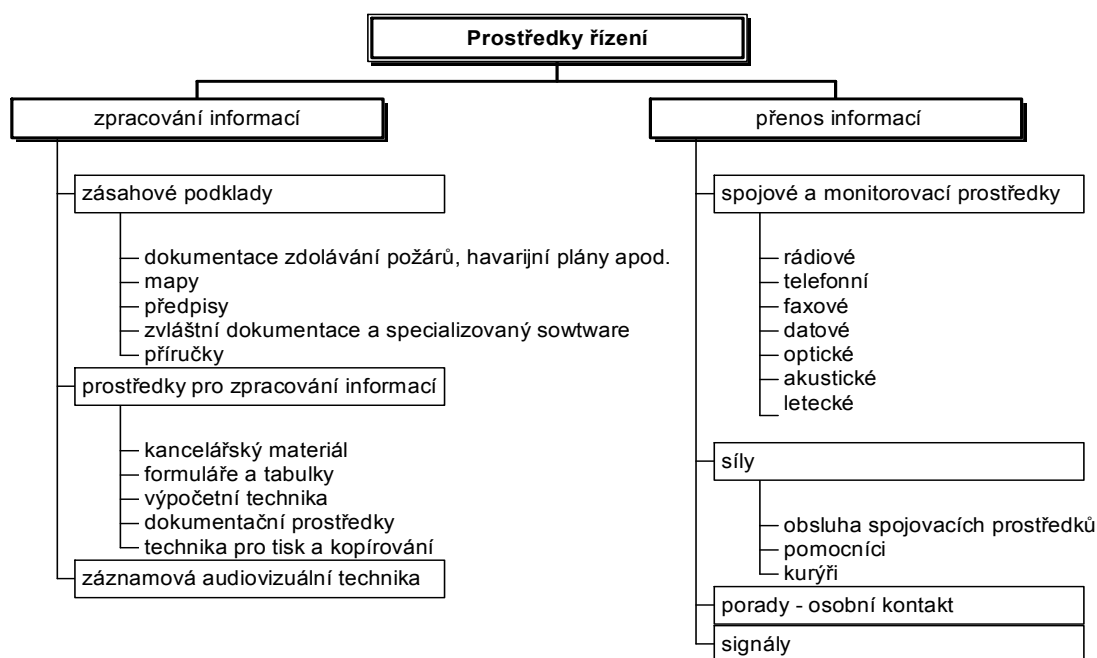 Prostředky řízení
zpracování informací
zásahové podklady
dokumentace zdolávání požárů, havarijní plány apod.
mapy
předpisy
zvláštní dokumentace a specializovaný sowtware
příručky
prostředky pro zpracování informací
kancelářský materiál
formuláře a tabulky
výpočetní technika
dokumentační prostředky
technika pro tisk a kopírování
záznamová audiovizuální technika
přenos informací
spojové a monitorovací prostředky
rádiové
telefonní
faxové
datové
optické
akustické
letecké
síly
obsluha spojovacích prostředků
pomocníci
kurýři
porady - osobní kontakt
signály